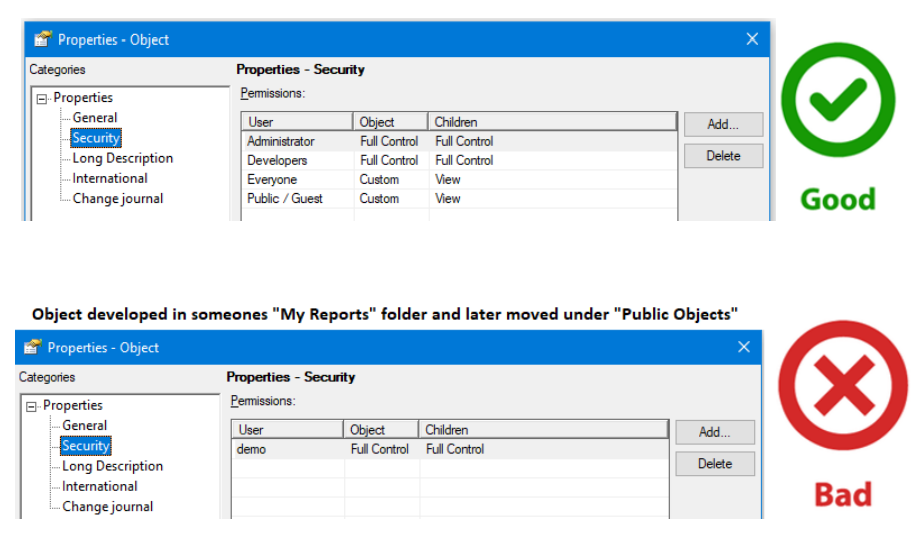 Properties - Object
Categories
Properties - Security
Properties
General
Security
Long Description
International
Change journal
Permissions:
User Object Children
Administrator Full Control Full Control
Developers Full Control Full Control
Everyone Custom View
Public / Guest Custom View
Add...
Delete
Good
Object developed in someones "My Reports" folder and later moved under "Public Objects"
Properties - Object
Categories
Properties - Security
Properties
General
Security
Long Description
International
Change journal
Permissions:
User Object Children
demo Full Control Full Control
Add...
Delete
Bad